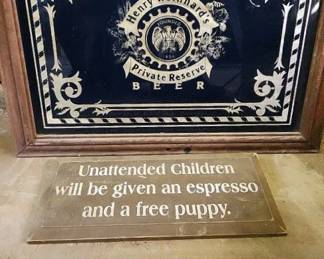 Henry Weinhard's
Private Reserve
BEER
Unattended Children
will be given an espresso
and a free puppy.